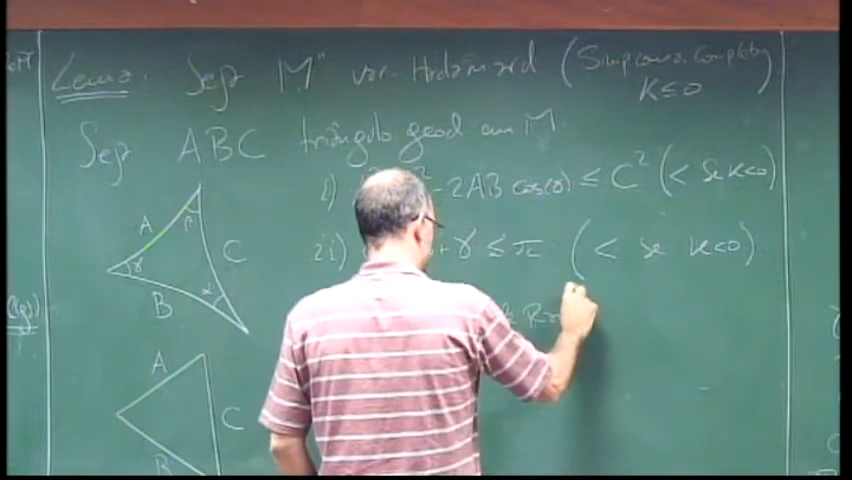 Lema. Seja Mⁿ var. Hadamard (Simp conexa, completa,
K ≤ 0)
Seja ABC triângulo geod em M.
i) - 2AB cos(γ) ≤ C² (< se K<0)
ii) + γ ≤ π (< se K<0)
A
β
γ
C
B
α
A
C
B